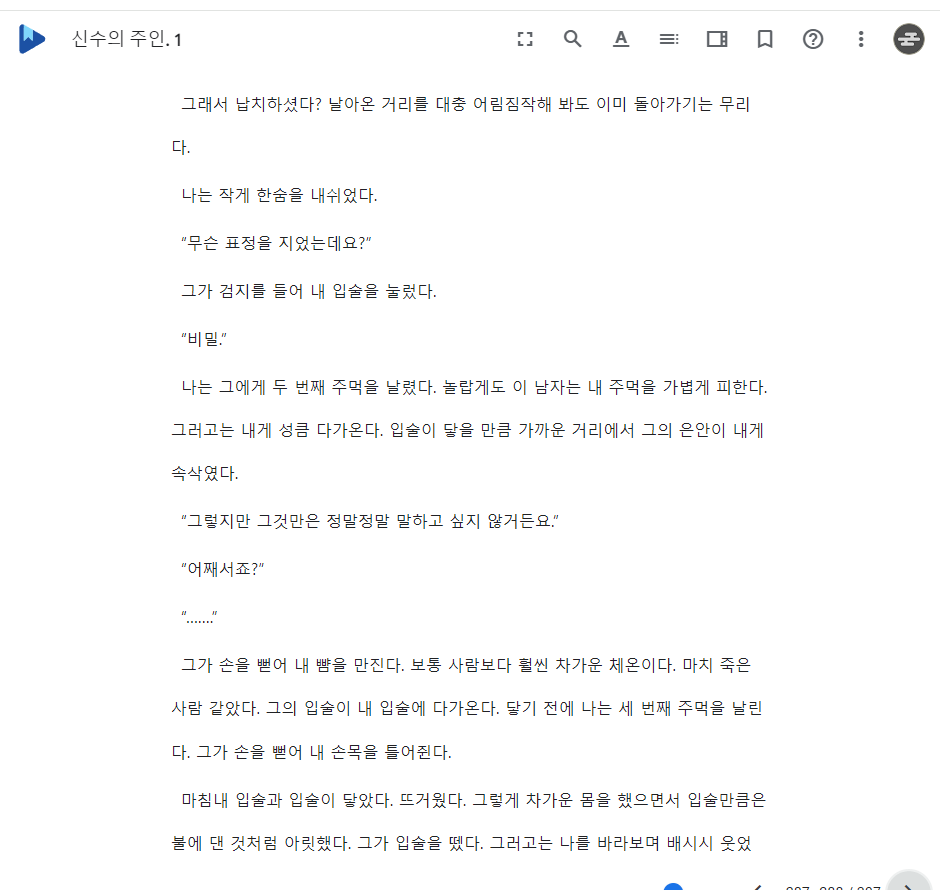 신수의 주인. 1
그래서 납치하셨다? 날아온 거리를 대충 어림짐작해 봐도 이미 돌아가기는 무리
다.
나는 작게 한숨을 내쉬었다.
"무슨 표정을 지었는데요?"
그가 검지를 들어 내 입술을 눌렀다.
"비밀."
나는 그에게 두 번째 주먹을 날렸다. 놀랍게도 이 남자는 내 주먹을 가볍게 피한다.
그러고는 내게 성큼 다가온다. 입술이 닿을 만큼 가까운 거리에서 그의 은안이 내게
속삭였다.
"그렇지만 그것만은 정말정말 말하고 싶지 않거든요."
"어째서죠?"
"......."
그가 손을 뻗어 내 뺨을 만진다. 보통 사람보다 훨씬 차가운 체온이다. 마치 죽은
사람 같았다. 그의 입술이 내 입술에 다가온다. 닿기 전에 나는 세 번째 주먹을 날린
다. 그가 손을 뻗어 내 손목을 틀어쥔다.
마침내 입술과 입술이 닿았다. 뜨거웠다. 그렇게 차가운 몸을 했으면서 입술만큼은
불에 댄 것처럼 아릿했다. 그가 입술을 뗐다. 그러고는 나를 바라보며 배시시 웃었